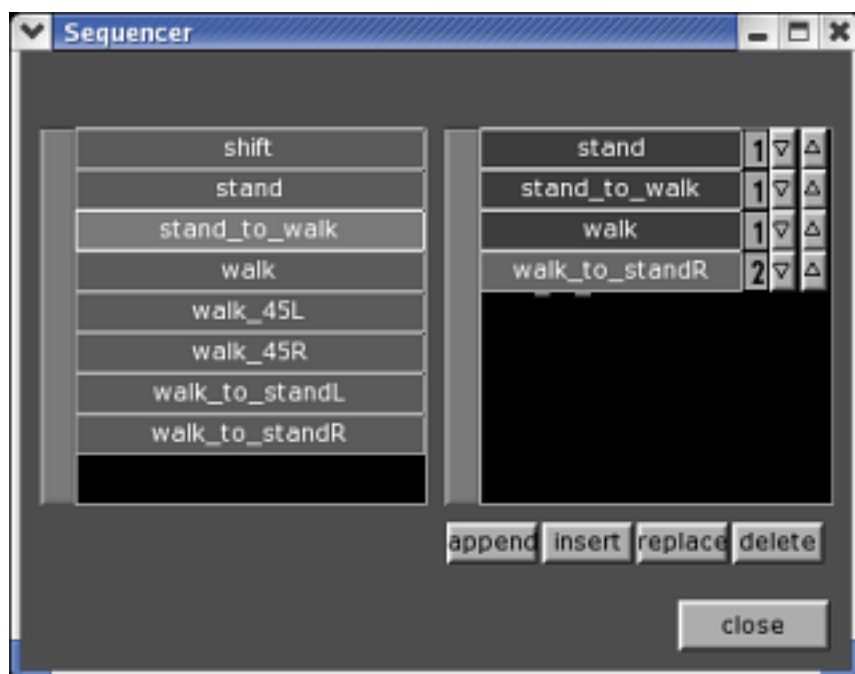 Sequencer
shift
stand
stand_to_walk
walk
walk_45L
walk_45R
walk_to_standL
walk_to_standR
stand 1
stand_to_walk 1
walk 1
walk_to_standR 2
append insert replace delete
close